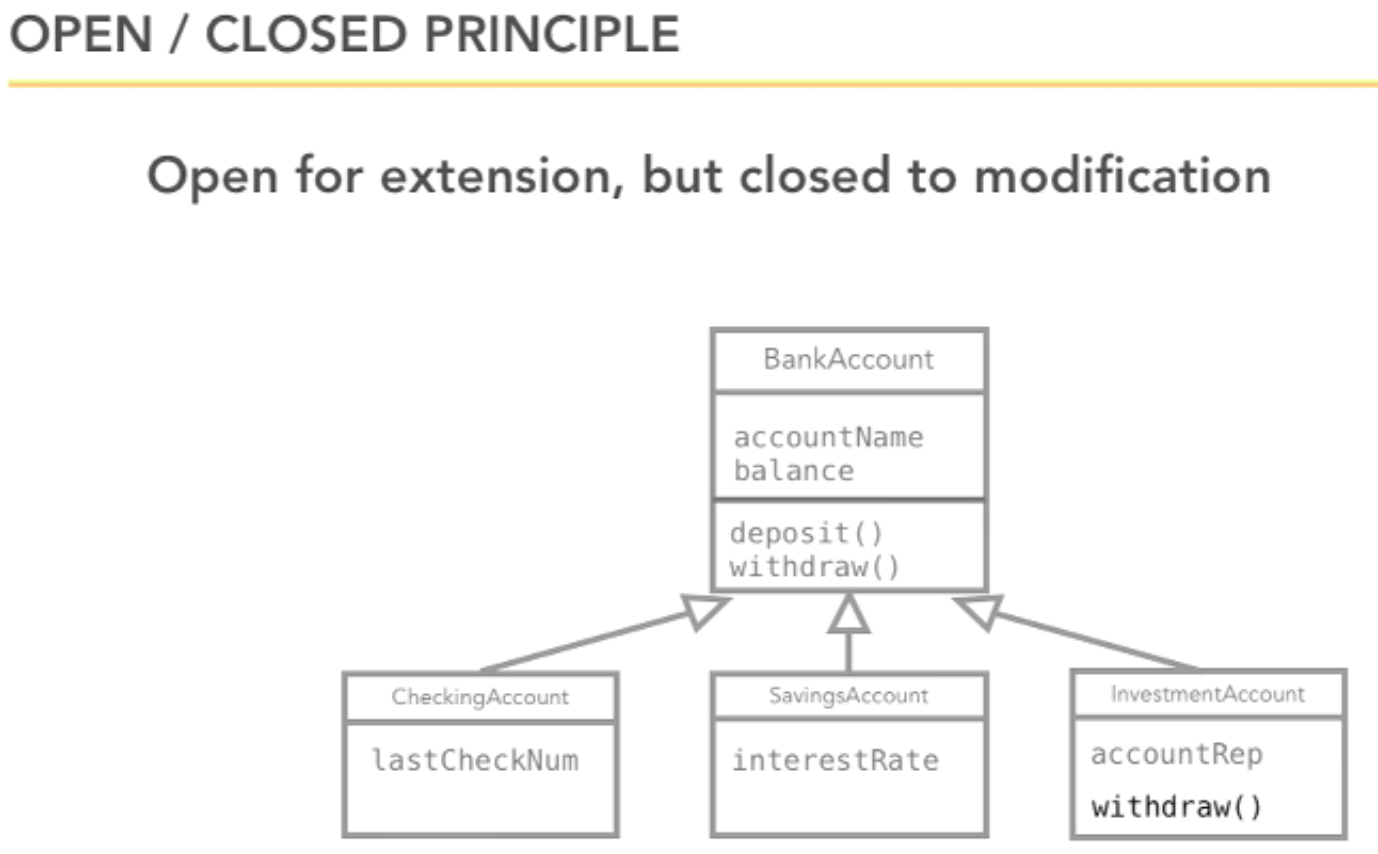 OPEN / CLOSED PRINCIPLE
Open for extension, but closed to modification
BankAccount
accountName
balance
deposit()
withdraw()
CheckingAccount
lastCheckNum
SavingsAccount
interestRate
InvestmentAccount
accountRep
withdraw()